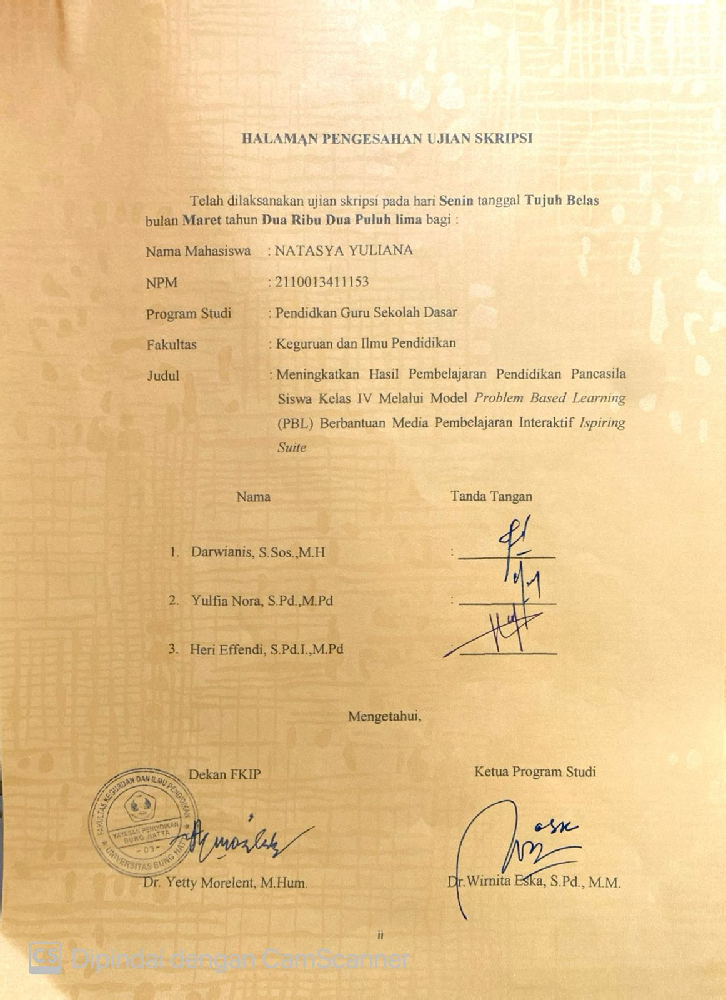 HALAMAN PENGESAHAN UJIAN SKRIPSI
Telah dilaksanakan ujian skripsi pada hari Senin tanggal Tujuh Belas
bulan Maret tahun Dua Ribu Dua Puluh lima bagi :
Nama Mahasiswa : NATASYA YULIANA
NPM : 2110013411153
Program Studi : Pendidkan Guru Sekolah Dasar
Fakultas : Keguruan dan Ilmu Pendidikan
Judul : Meningkatkan Hasil Pembelajaran Pendidikan Pancasila
Siswa Kelas IV Melalui Model Problem Based Learning
(PBL) Berbantuan Media Pembelajaran Interaktif Ispiring
Suite
Nama Tanda Tangan
1. Darwianis, S.Sos.,M.H :
2. Yulfia Nora, S.Pd.,M.Pd :
3. Heri Effendi, S.Pd.I.,M.Pd :
Mengetahui,
Dekan FKIP Ketua Program Studi
FAKULTAS KEGURUAN DAN ILMU PENDIDIKAN
YAYASAN PENDIDIKAN
BUNG HATTA
-03-
UNIVERSITAS BUNG HATTA
Dr. Yetty Morelent, M.Hum. Dr.Wirnita Eska, S.Pd., M.M.
ii
CS Dipindai dengan CamScanner